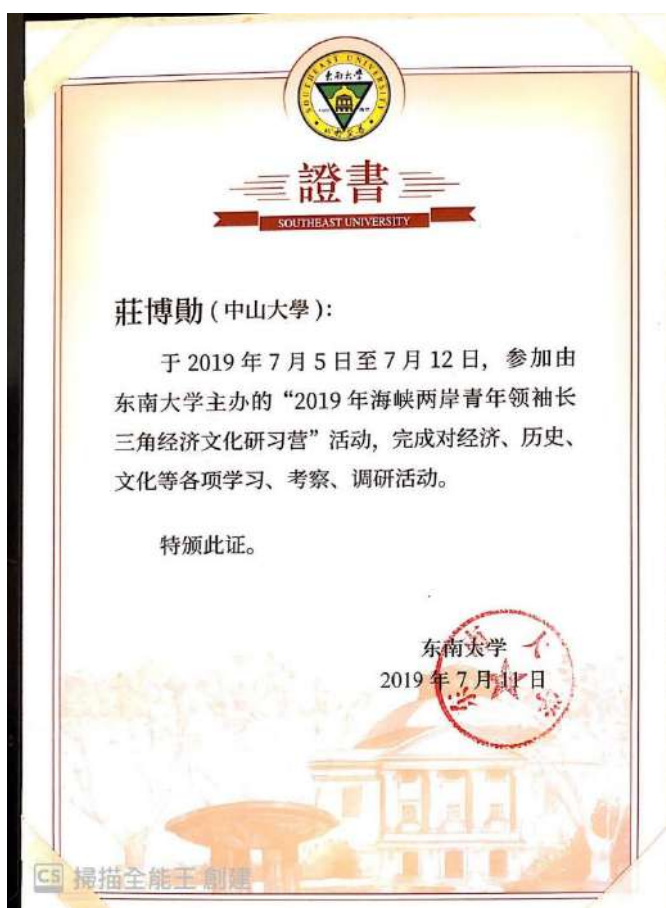 SOUTHEAST UNIVERSITY
东南大学
證書
SOUTHEAST UNIVERSITY
莊博勛(中山大學):
于 2019 年 7 月 5 日至 7 月 12 日,参加由
东南大学主办的“2019 年海峡两岸青年领袖长
三角经济文化研习营”活动,完成对经济、历史、
文化等各项学习、考察、调研活动。
特颁此证。
东南大学
2019 年 7 月 11 日
CS 掃描全能王 創建